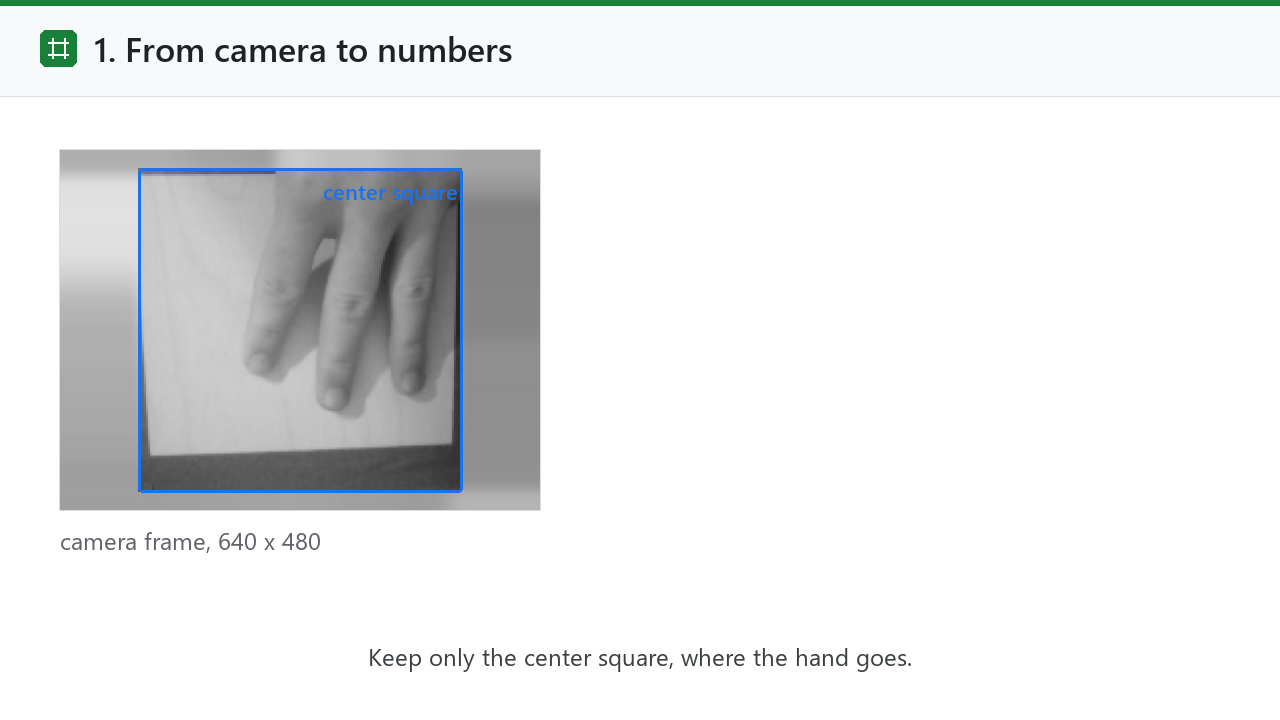 1. From camera to numbers
center square
camera frame, 640 x 480
Keep only the center square, where the hand goes.